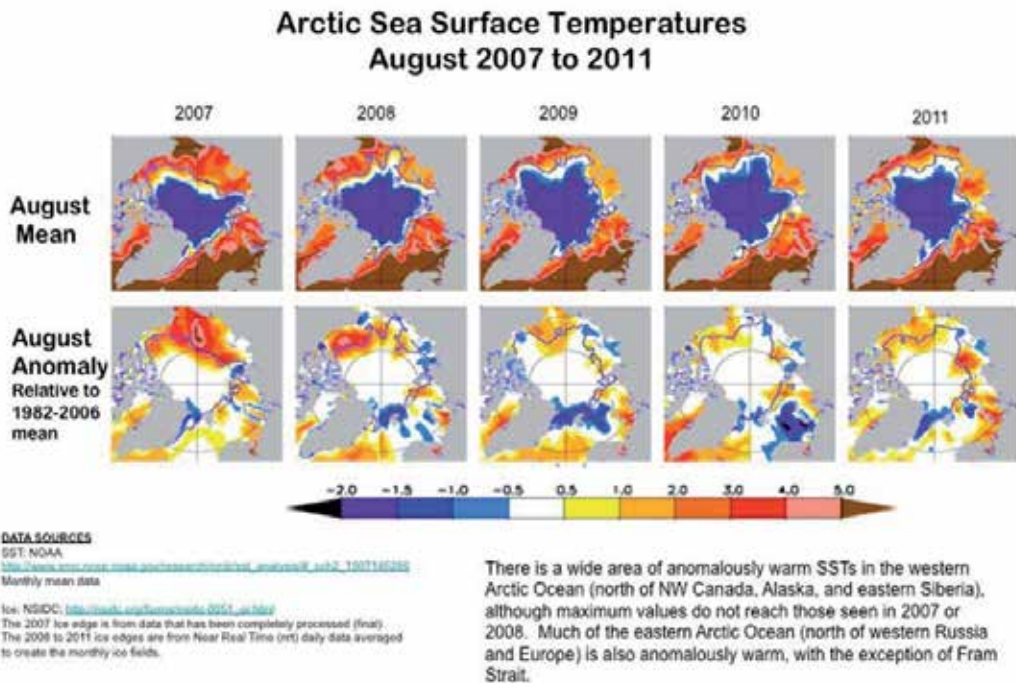 Arctic Sea Surface Temperatures
August 2007 to 2011
2007 2008 2009 2010 2011
August
Mean
August
Anomaly
Relative to
1982-2006
mean
-2.0 -1.5 -1.0 -0.5 0.5 1.0 2.0 3.0 4.0 5.0
DATA SOURCES
SST: NOAA
Monthly mean data
Ice: NSIDC;
The 2007 Ice edge is from data that has been completely processed (final)
The 2008 to 2011 ice edges are from Near Real Time (nrt) daily data averaged
to create the monthly ice fields.
There is a wide area of anomalously warm SSTs in the western
Arctic Ocean (north of NW Canada, Alaska, and eastern Siberia),
although maximum values do not reach those seen in 2007 or
2008.  Much of the eastern Arctic Ocean (north of western Russia
and Europe) is also anomalously warm, with the exception of Fram
Strait.